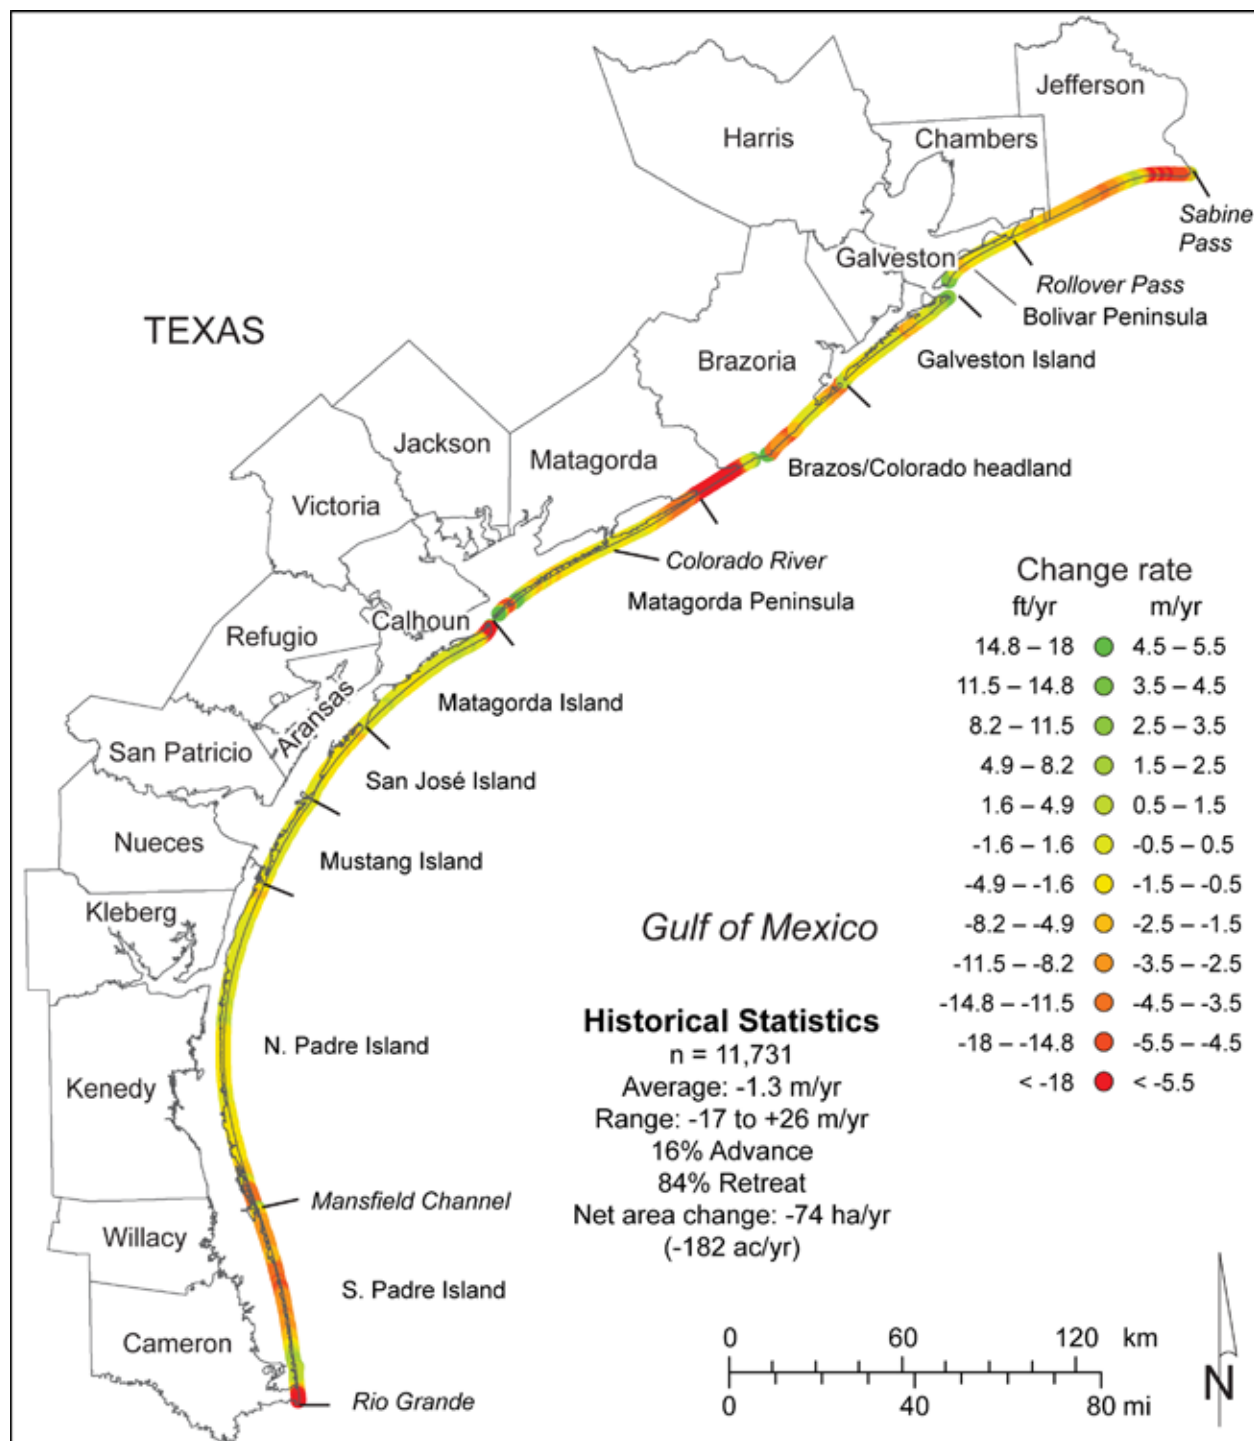 Jefferson
Harris
Chambers
Sabine
Pass
Galveston
Rollover Pass
Bolivar Peninsula
TEXAS
Brazoria
Galveston Island
Jackson
Matagorda
Brazos/Colorado headland
Victoria
Colorado River
Matagorda Peninsula
Calhoun
Refugio
Aransas
Matagorda Island
San Patricio
San José Island
Nueces
Mustang Island
Kleberg
Gulf of Mexico
N. Padre Island
Kenedy
Mansfield Channel
Willacy
S. Padre Island
Cameron
Rio Grande
Change rate
ft/yr m/yr
14.8 – 18 4.5 – 5.5
11.5 – 14.8 3.5 – 4.5
8.2 – 11.5 2.5 – 3.5
4.9 – 8.2 1.5 – 2.5
1.6 – 4.9 0.5 – 1.5
-1.6 – 1.6 -0.5 – 0.5
-4.9 – -1.6 -1.5 – -0.5
-8.2 – -4.9 -2.5 – -1.5
-11.5 – -8.2 -3.5 – -2.5
-14.8 – -11.5 -4.5 – -3.5
-18 – -14.8 -5.5 – -4.5
< -18 < -5.5
Historical Statistics
n = 11,731
Average: -1.3 m/yr
Range: -17 to +26 m/yr
16% Advance
84% Retreat
Net area change: -74 ha/yr
(-182 ac/yr)
0 60 120 km
0 40 80 mi
N